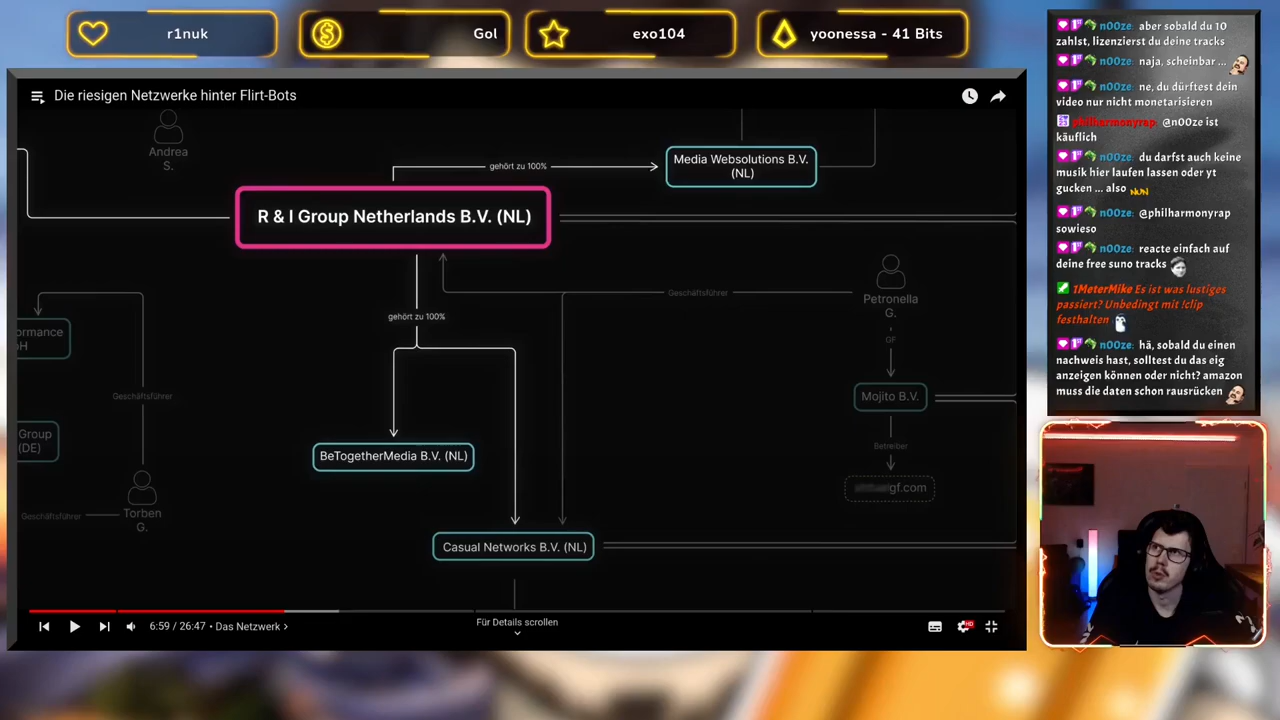 r1nuk
Gol
exo104
yoonessa - 41 Bits
Die riesigen Netzwerke hinter Flirt-Bots
Andrea
S.
gehört zu 100%
Media Websolutions B.V.
(NL)
R & I Group Netherlands B.V. (NL)
gehört zu 100%
Geschäftsführer
Petronella
G.
GF
Mojito B.V.
Betreiber
gf.com
ormance
Geschäftsführer
Group
(DE)
BeTogetherMedia B.V. (NL)
Torben
G.
Geschäftsführer
Casual Networks B.V. (NL)
6:59 / 26:47 • Das Netzwerk
Für Details scrollen
HD
n00ze: aber sobald du 10
zahlst, lizenzierst du deine tracks
n00ze: naja, scheinbar ...
n00ze: ne, du dürftest dein
video nur nicht monetarisieren
philharmonyrap: @n00ze ist
käuflich
n00ze: du darfst auch keine
musik hier laufen lassen oder yt
gucken ... also
n00ze: @philharmonyrap
sowieso
n00ze: reacte einfach auf
deine free suno tracks
1MeterMike Es ist was lustiges
passiert? Unbedingt mit !clip
festhalten
n00ze: hä, sobald du einen
nachweis hast, solltest du das eig
anzeigen können oder nicht? amazon
muss die daten schon rausrücken